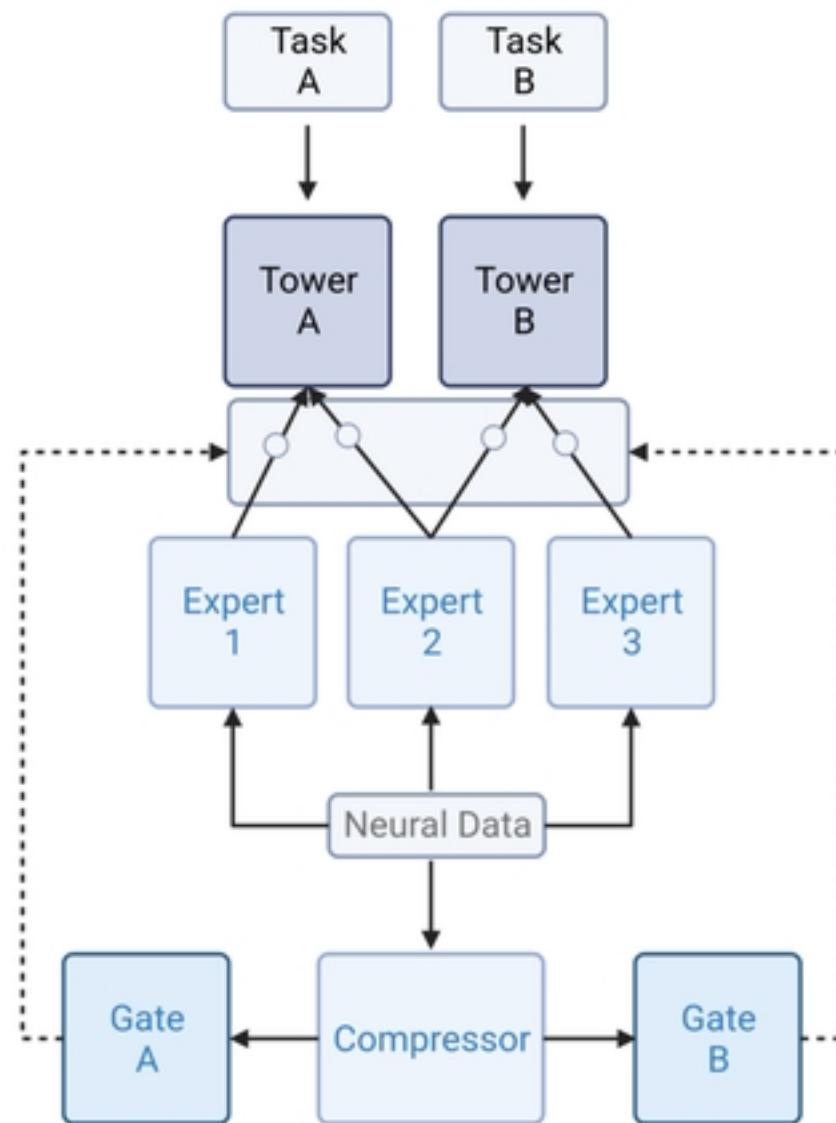 Task
A
Task
B
Tower
A
Tower
B
Expert
1
Expert
2
Expert
3
Neural Data
Gate
A
Compressor
Gate
B